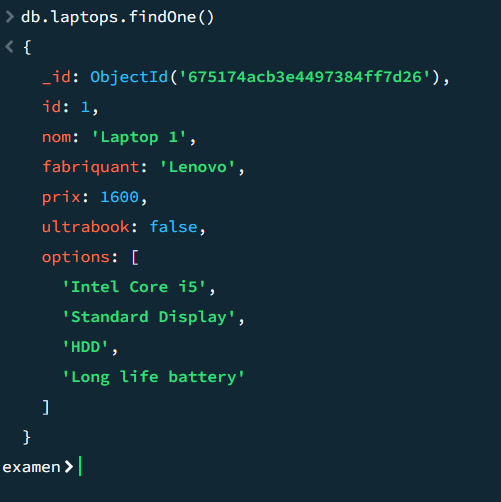 > db.laptops.findOne()
< {
_id: ObjectId('675174acb3e4497384ff7d26'),
id: 1,
nom: 'Laptop 1',
fabriquant: 'Lenovo',
prix: 1600,
ultrabook: false,
options: [
'Intel Core i5',
'Standard Display',
'HDD',
'Long life battery'
]
}
examen>